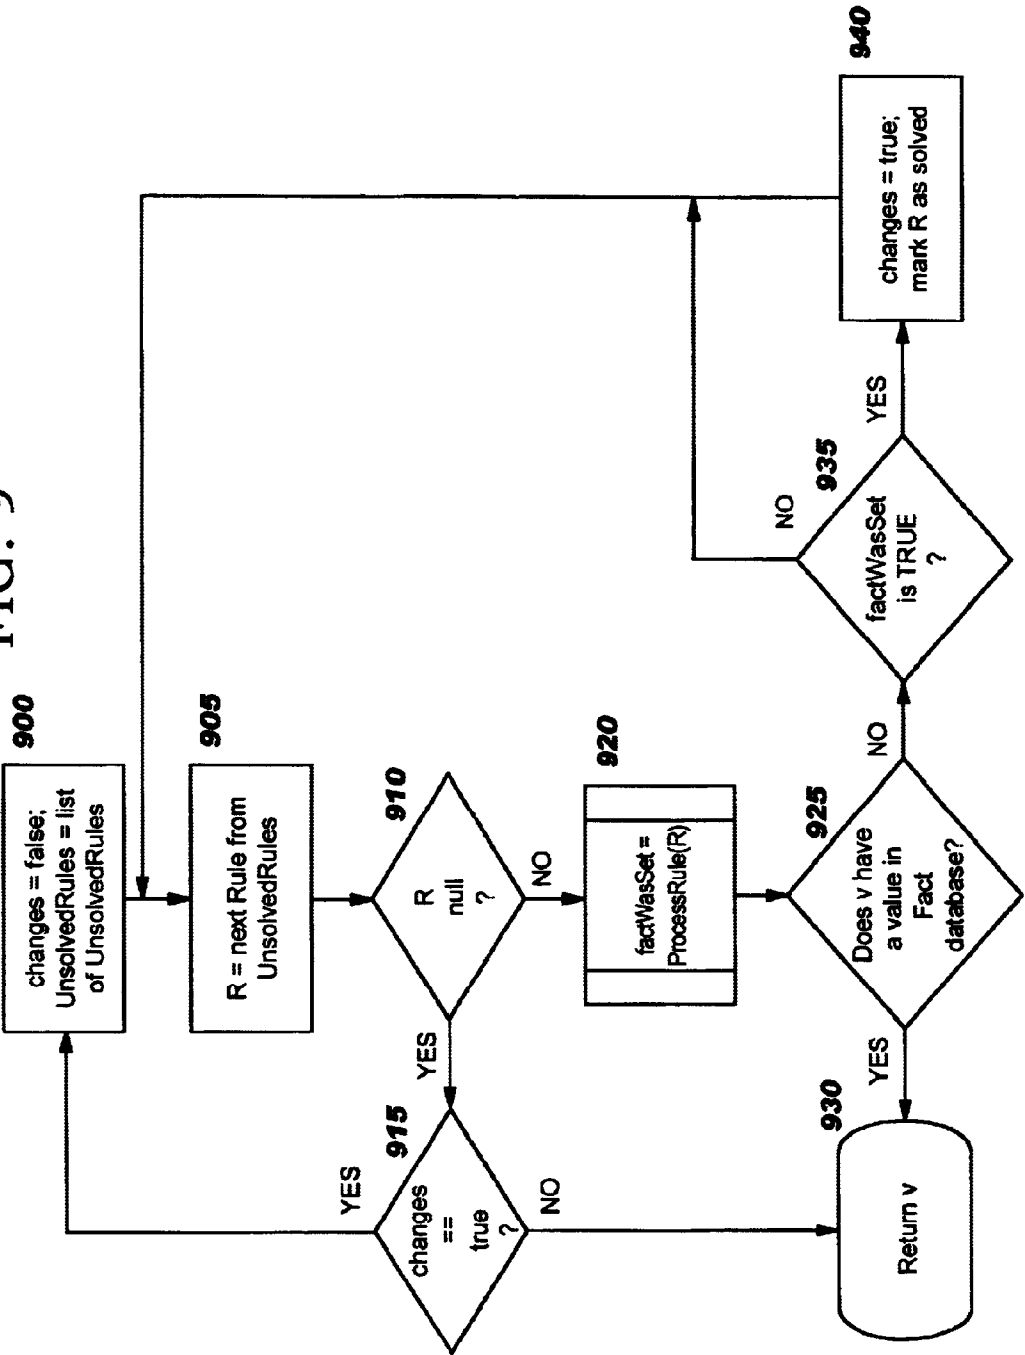 FIG. 9
900
changes = false;
UnsolvedRules = list
of UnsolvedRules
905
R = next Rule from
UnsolvedRules
910
R
null
?
YES
NO
915
changes
==
true
?
YES
NO
920
factWasSet =
ProcessRule(R)
925
Does v have
a value in
Fact
database?
YES
NO
930
Return v
935
factWasSet
is TRUE
?
NO
YES
940
changes = true;
mark R as solved